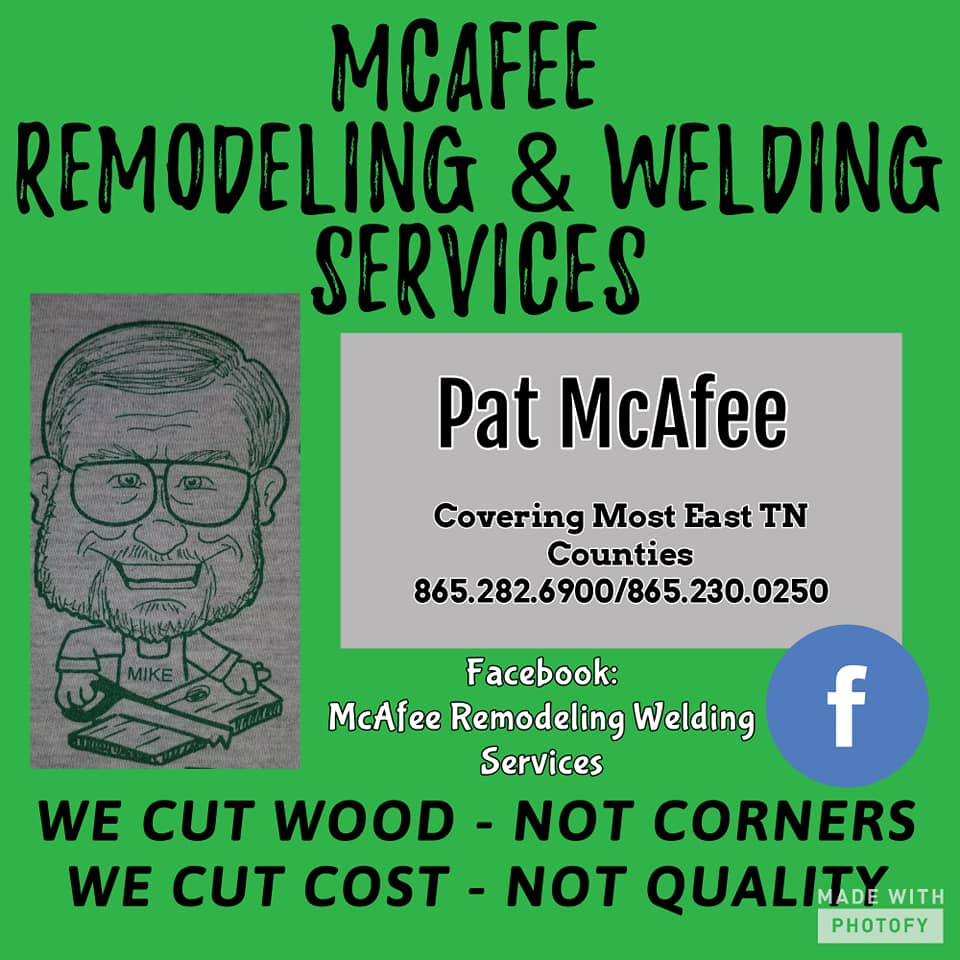 MCAFEE
REMODELING & WELDING
SERVICES
Pat McAfee
Covering Most East TN
Counties
865.282.6900/865.230.0250
MIKE
Facebook:
McAfee Remodeling Welding
Services
f
WE CUT WOOD - NOT CORNERS
WE CUT COST - NOT QUALITY
MADE WITH
PHOTOFY